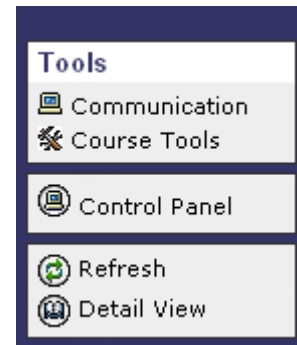 Tools
Communication
Course Tools
Control Panel
Refresh
Detail View